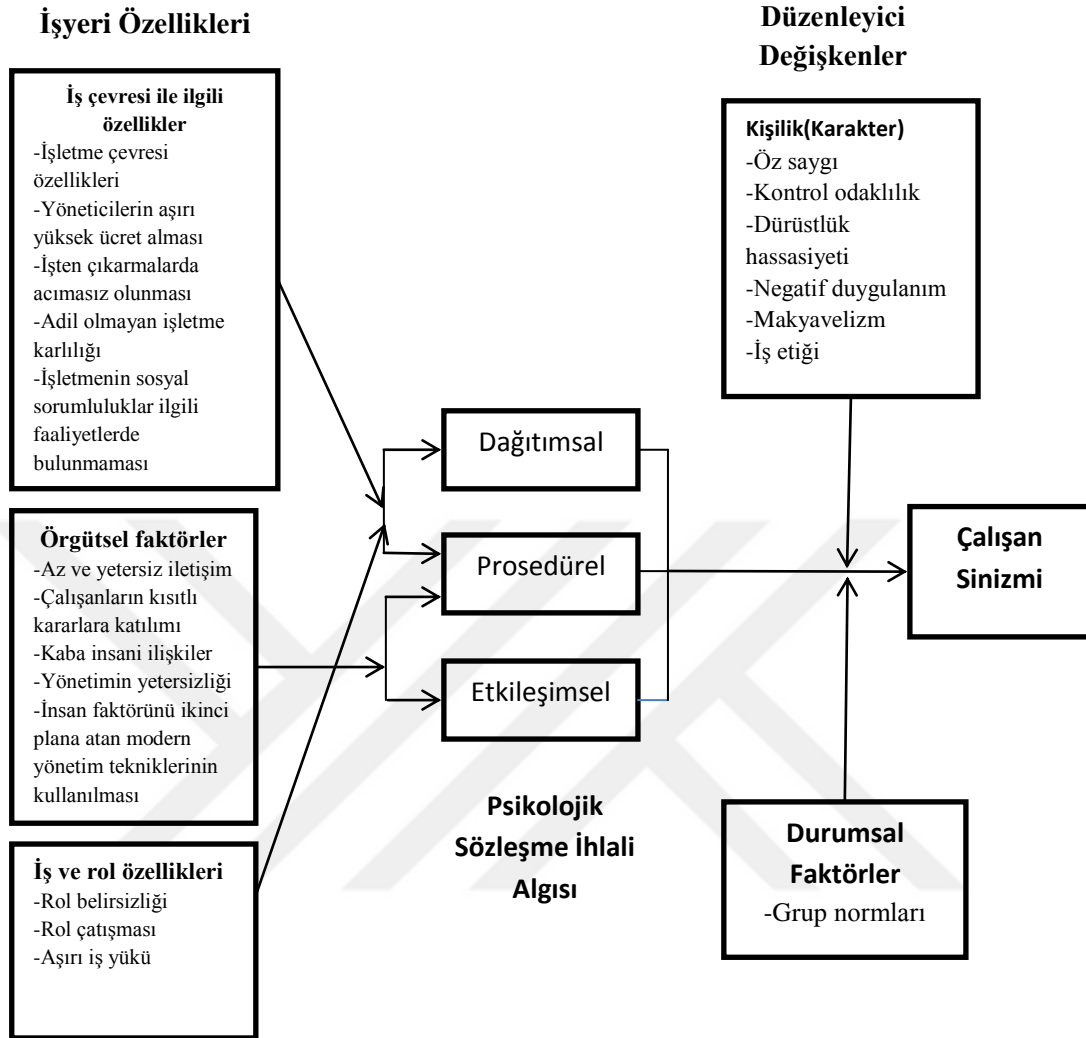 İşyeri Özellikleri
İş çevresi ile ilgili
özellikler
-İşletme çevresi
özellikleri
-Yöneticilerin aşırı
yüksek ücret alması
-İşten çıkarmalarda
acımasız olunması
-Adil olmayan işletme
karlılığı
-İşletmenin sosyal
sorumluluklar ilgili
faaliyetlerde
bulunmaması
Örgütsel faktörler
-Az ve yetersiz iletişim
-Çalışanların kısıtlı
kararlara katılımı
-Kaba insani ilişkiler
-Yönetimin yetersizliği
-İnsan faktörünü ikinci
plana atan modern
yönetim tekniklerinin
kullanılması
İş ve rol özellikleri
-Rol belirsizliği
-Rol çatışması
-Aşırı iş yükü
Dağıtımsal
Prosedürel
Etkileşimsel
Psikolojik
Sözleşme İhlali
Algısı
Düzenleyici
Değişkenler
Kişilik(Karakter)
-Öz saygı
-Kontrol odaklılık
-Dürüstlük
hassasiyeti
-Negatif duygulanım
-Makyavelizm
-İş etiği
Durumsal
Faktörler
-Grup normları
Çalışan
Sinizmi